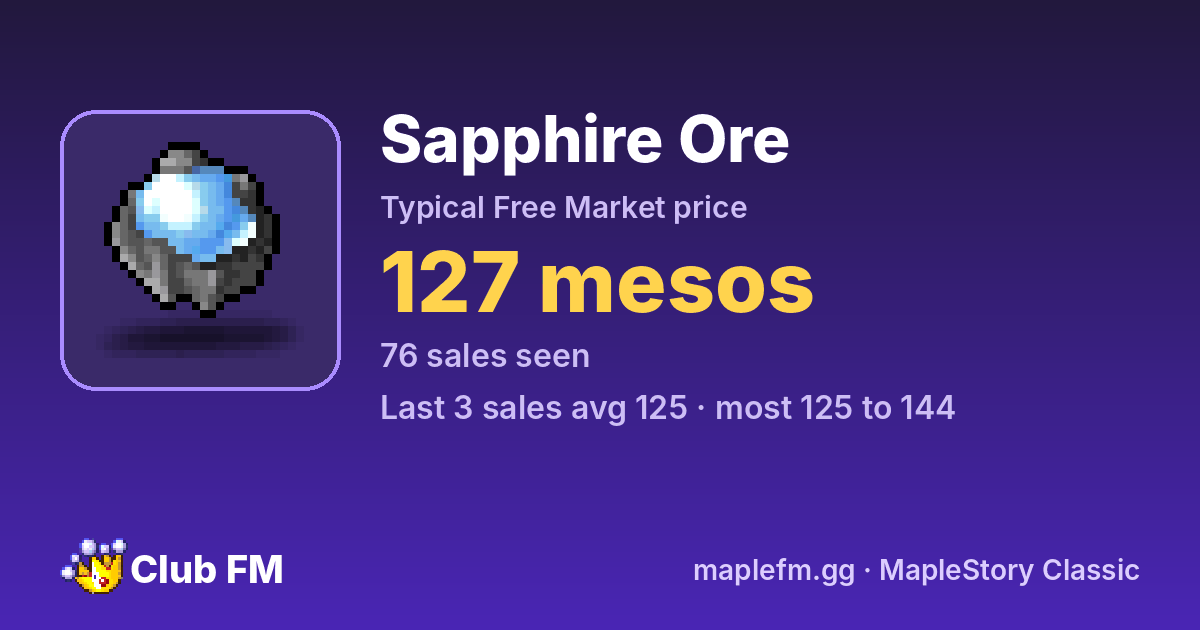 Sapphire Ore
Typical Free Market price
127 mesos
76 sales seen
Last 3 sales avg 125 · most 125 to 144
Club FM
maplefm.gg · MapleStory Classic